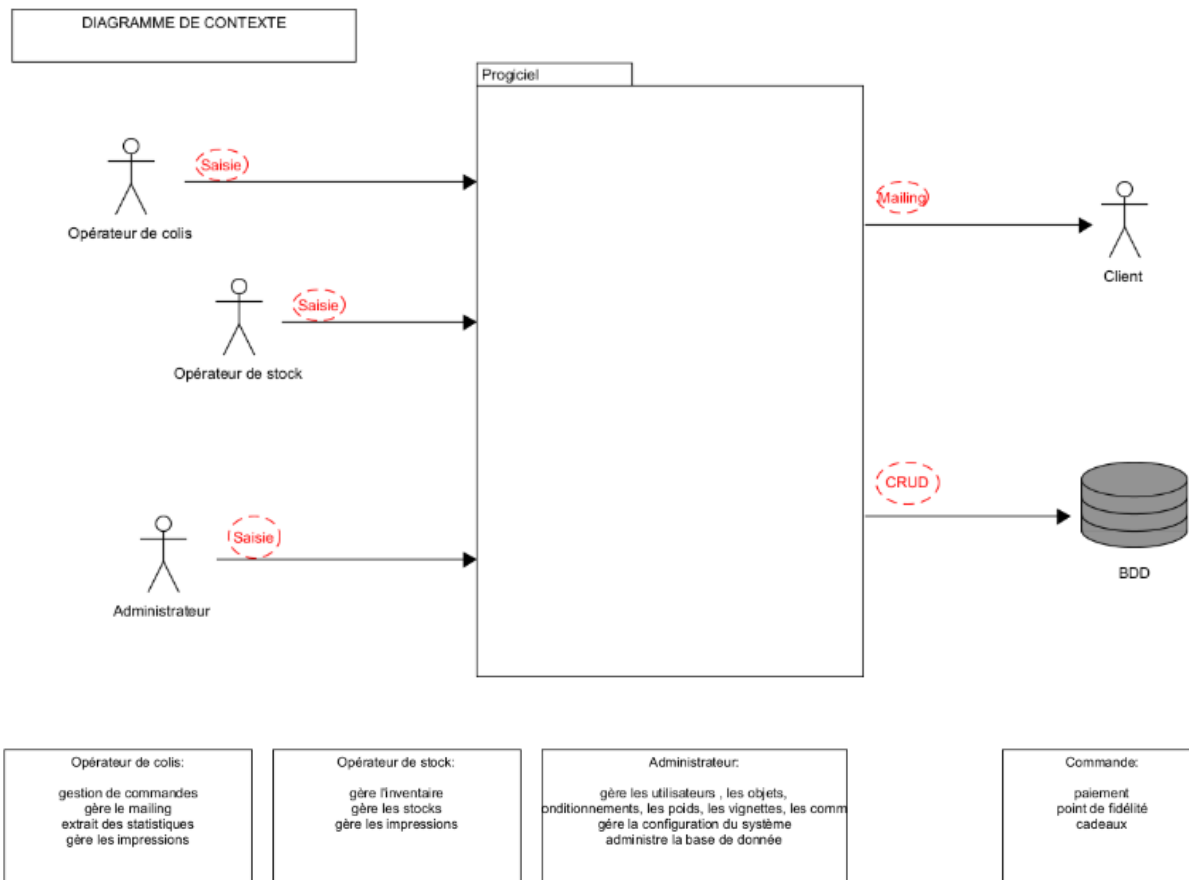 DIAGRAMME DE CONTEXTE
Progiciel
Saisie
Opérateur de colis
Mailing
Client
Saisie
Opérateur de stock
CRUD
BDD
Saisie
Administrateur
Opérateur de colis:
gestion de commandes
gère le mailing
extrait des statistiques
gère les impressions
Opérateur de stock:
gère l'inventaire
gère les stocks
gère les impressions
Administrateur:
gère les utilisateurs , les objets,
onditionnements, les poids, les vignettes, les comm
gére la configuration du système
administre la base de donnée
Commande:
paiement
point de fidélité
cadeaux